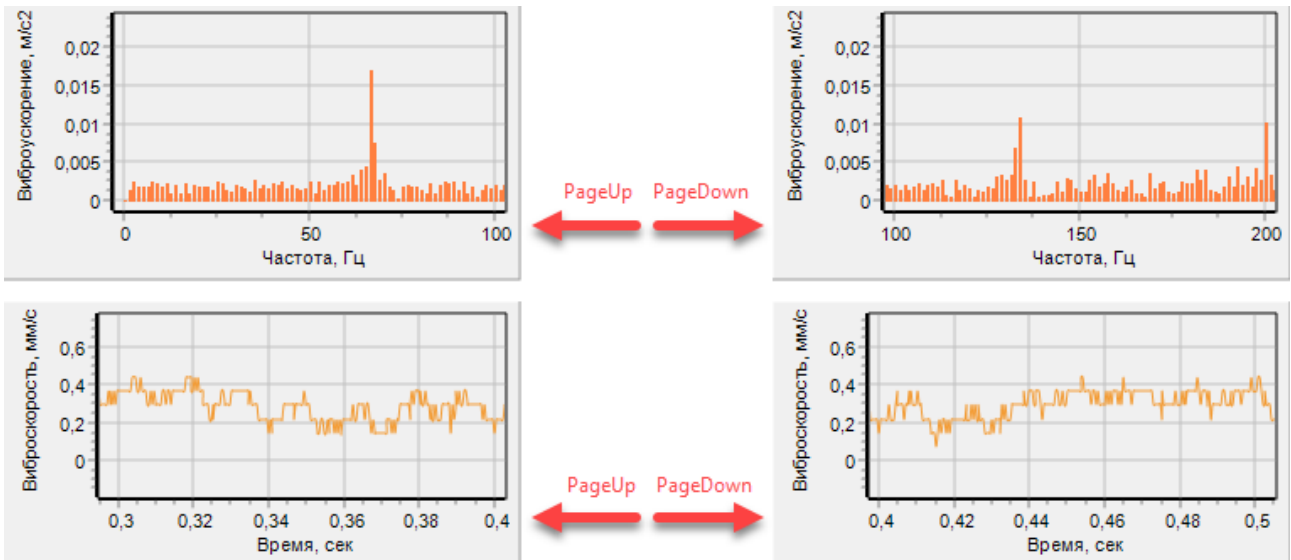 Виброускорение, м/с2
0,02
0,015
0,01
0,005
0
0 50 100
Частота, Гц
PageUp PageDown
Виброускорение, м/с2
0,02
0,015
0,01
0,005
0
100 150 200
Частота, Гц
Виброскорость, мм/с
0,6
0,4
0,2
0
0,3 0,32 0,34 0,36 0,38 0,4
Время, сек
PageUp PageDown
Виброскорость, мм/с
0,6
0,4
0,2
0
0,4 0,42 0,44 0,46 0,48 0,5
Время, сек